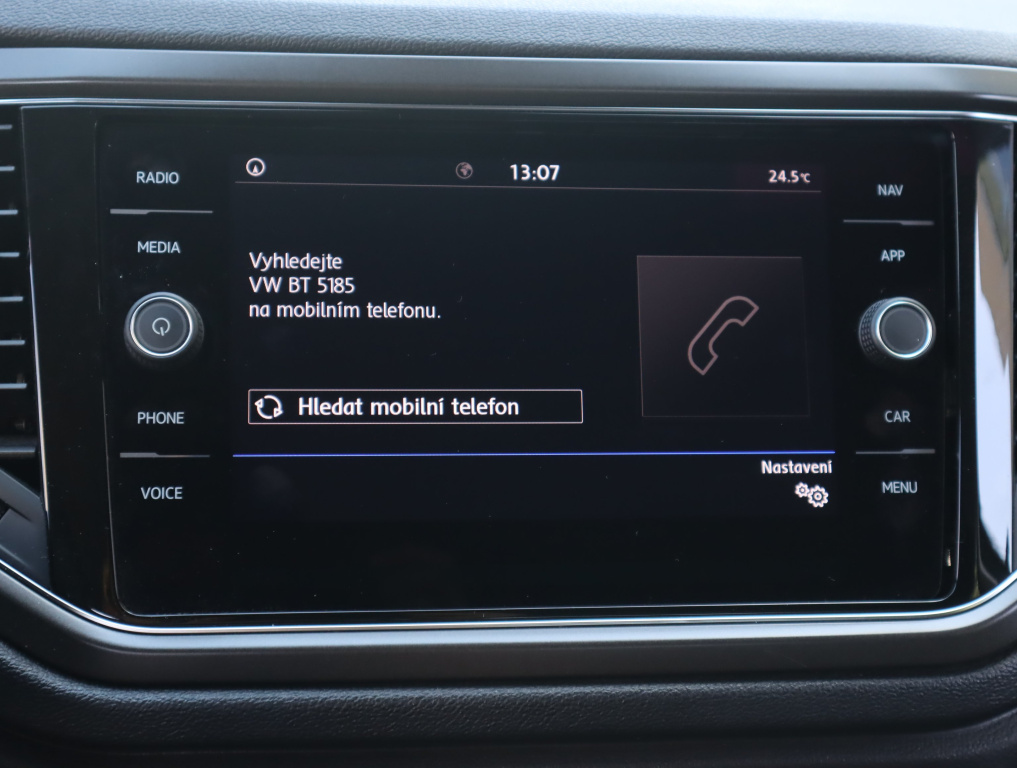 RADIO
MEDIA
PHONE
VOICE
13:07
24.5°C
Vyhledejte
VW BT 5185
na mobilním telefonu.
Hledat mobilní telefon
Nastavení
NAV
APP
CAR
MENU